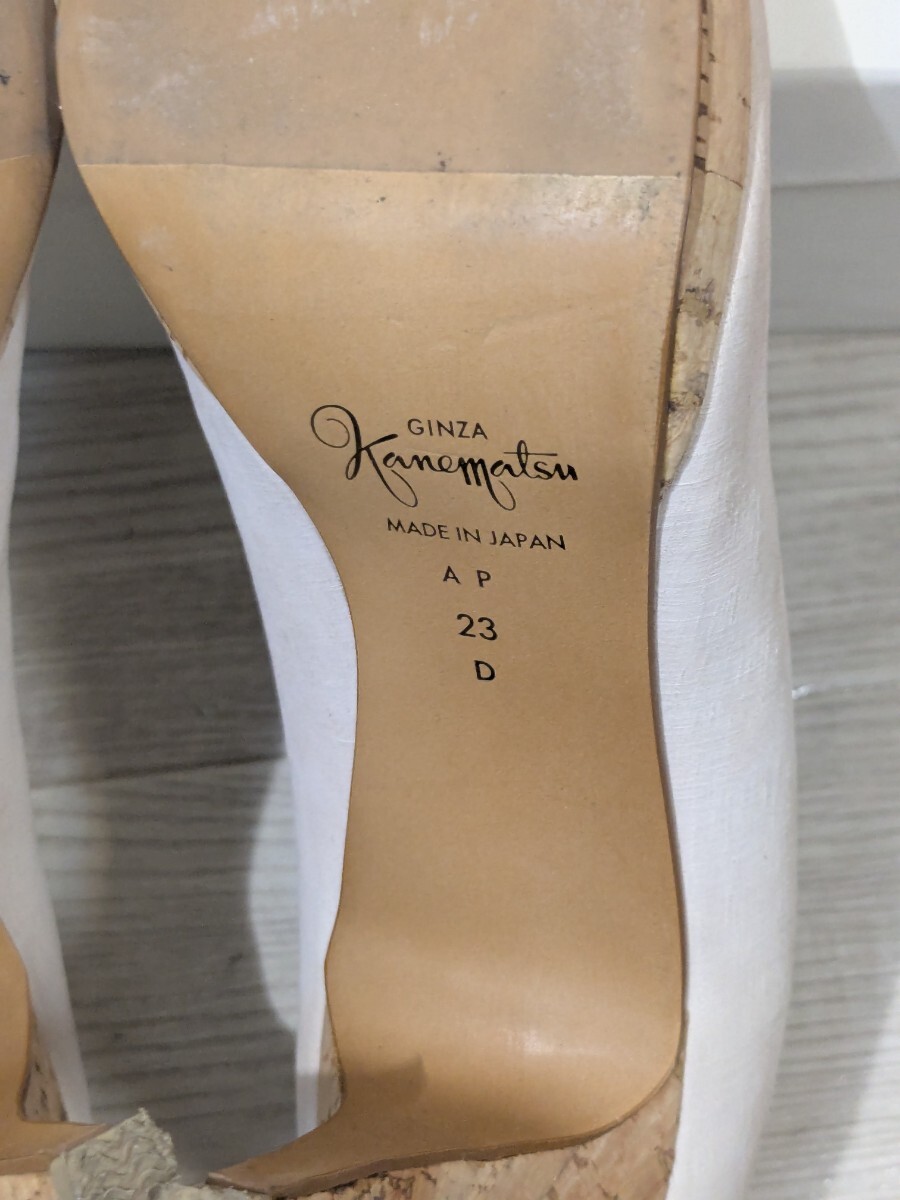 GINZA
Kanematsu
MADE IN JAPAN
A P
23
D